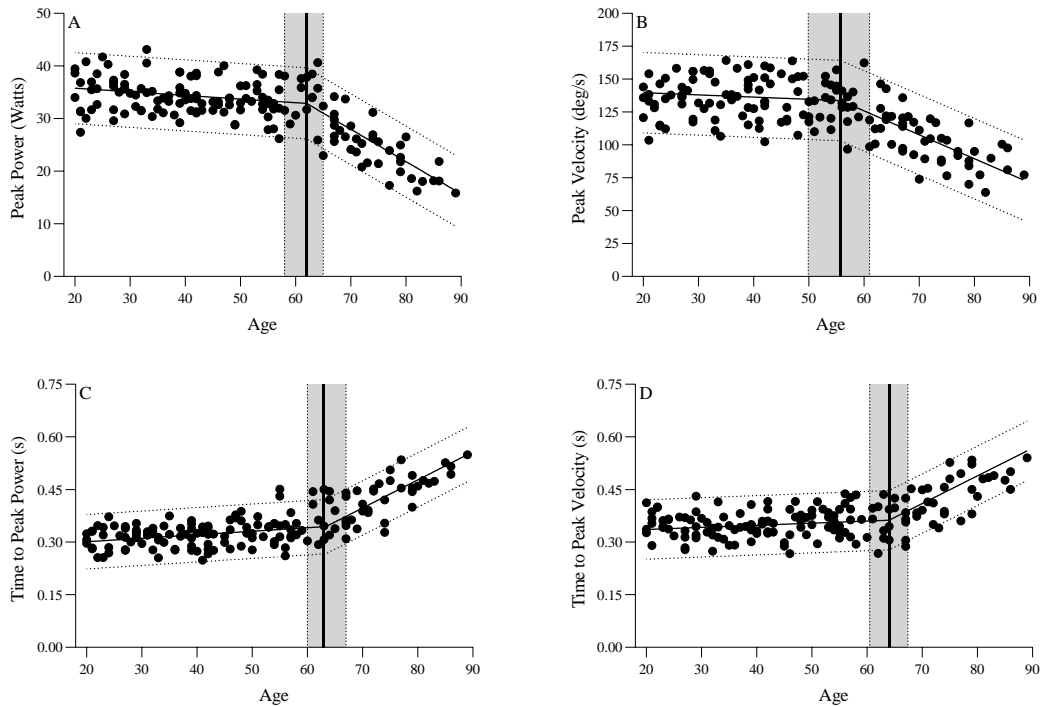 A
Peak Power (Watts)
50
40
30
20
10
0
20 30 40 50 60 70 80 90
Age
B
Peak Velocity (deg/s)
200
175
150
125
100
75
50
25
0
20 30 40 50 60 70 80 90
Age
C
Time to Peak Power (s)
0.75
0.60
0.45
0.30
0.15
0.00
20 30 40 50 60 70 80 90
Age
D
Time to Peak Velocity (s)
0.75
0.60
0.45
0.30
0.15
0.00
20 30 40 50 60 70 80 90
Age